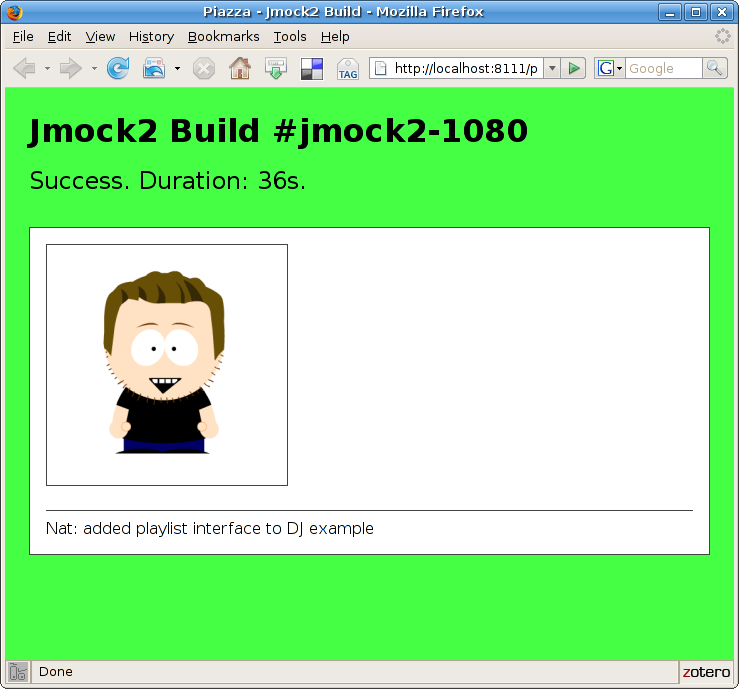 Piazza - Jmock2 Build - Mozilla Firefox
File Edit View History Bookmarks Tools Help
TAG http://localhost:8111/p G Google
Jmock2 Build #jmock2-1080
Success. Duration: 36s.
Nat: added playlist interface to DJ example
Done zotero